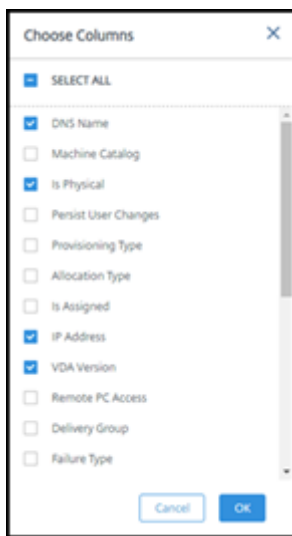 Choose Columns
SELECT ALL
DNS Name
Machine Catalog
Is Physical
Persist User Changes
Provisioning Type
Allocation Type
Is Assigned
IP Address
VDA Version
Remote PC Access
Delivery Group
Failure Type
Cancel
OK